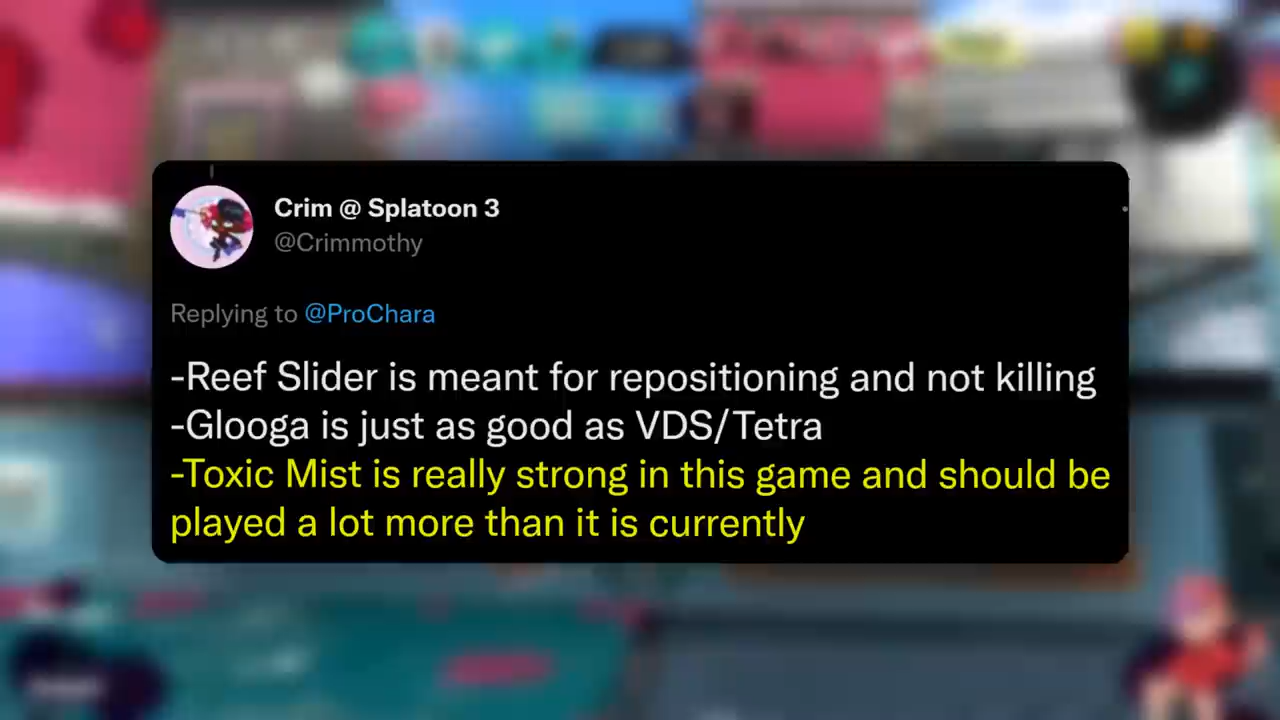 Crim @ Splatoon 3
@Crimmothy
Replying to @ProChara
-Reef Slider is meant for repositioning and not killing
-Glooga is just as good as VDS/Tetra
-Toxic Mist is really strong in this game and should be
played a lot more than it is currently